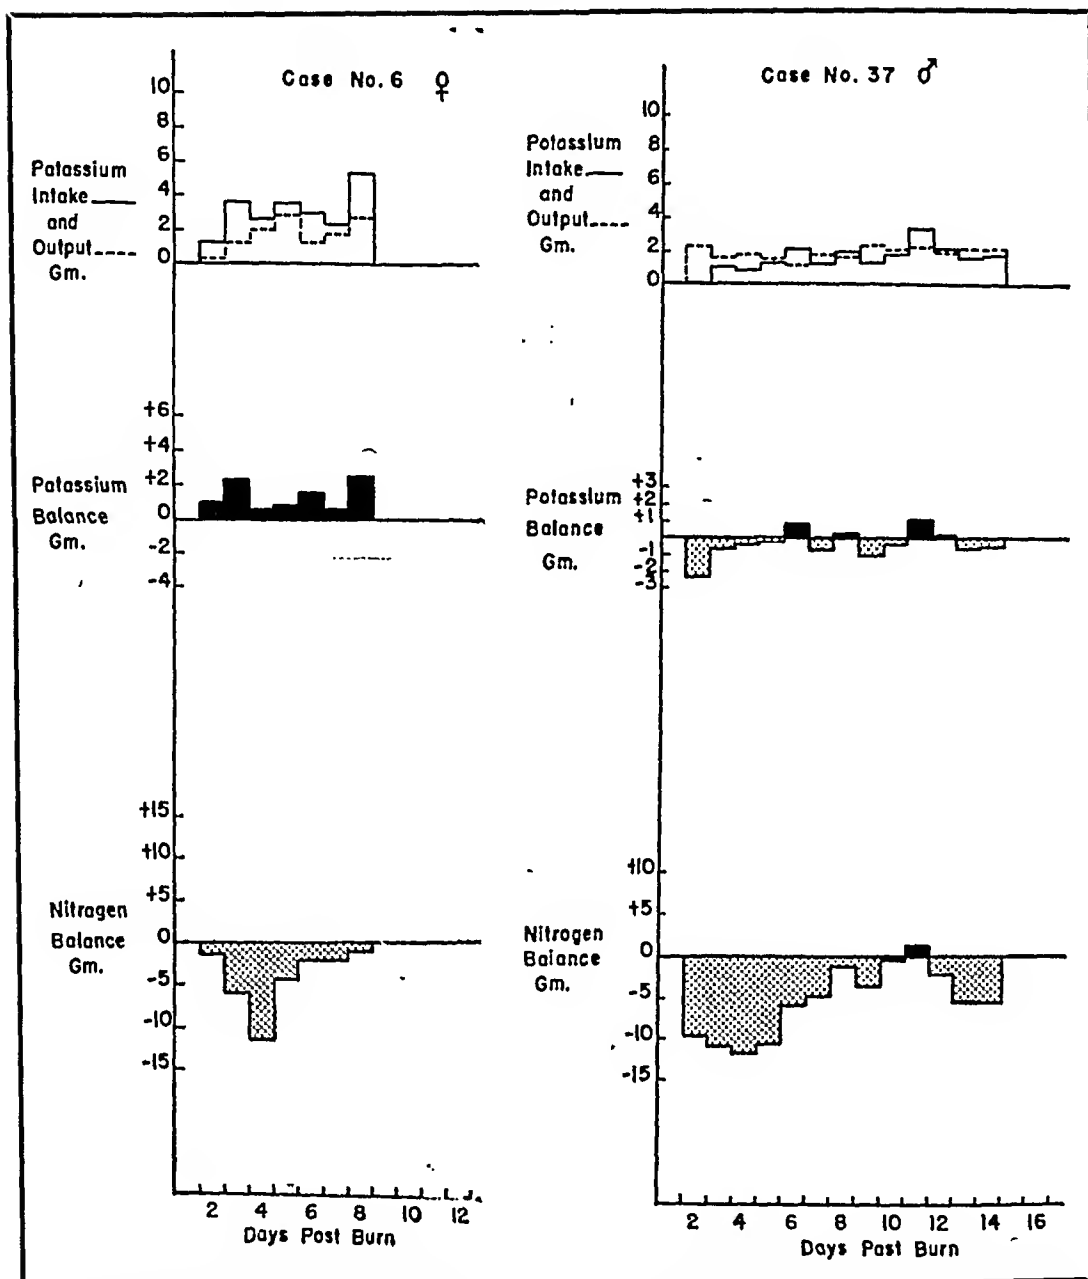 Case No. 6 ♀
10
8
6
4
2
0
Patassium
Intake
and
Output
Gm.
+6
+4
+2
0
-2
-4
Patassium
Balance
Gm.
+15
+10
+5
0
-5
-10
-15
Nitrogen
Balance
Gm.
2 4 6 8 10 12
Days Post Burn
Case No. 37 ♂
10
8
6
4
2
0
Potassium
Intake
and
Output
Gm.
+3
+2
+1
-1
-2
-3
Potassium
Balance
Gm.
+10
+5
0
-5
-10
-15
Nitrogen
Balance
Gm.
2 4 6 8 10 12 14 16
Days Past Burn